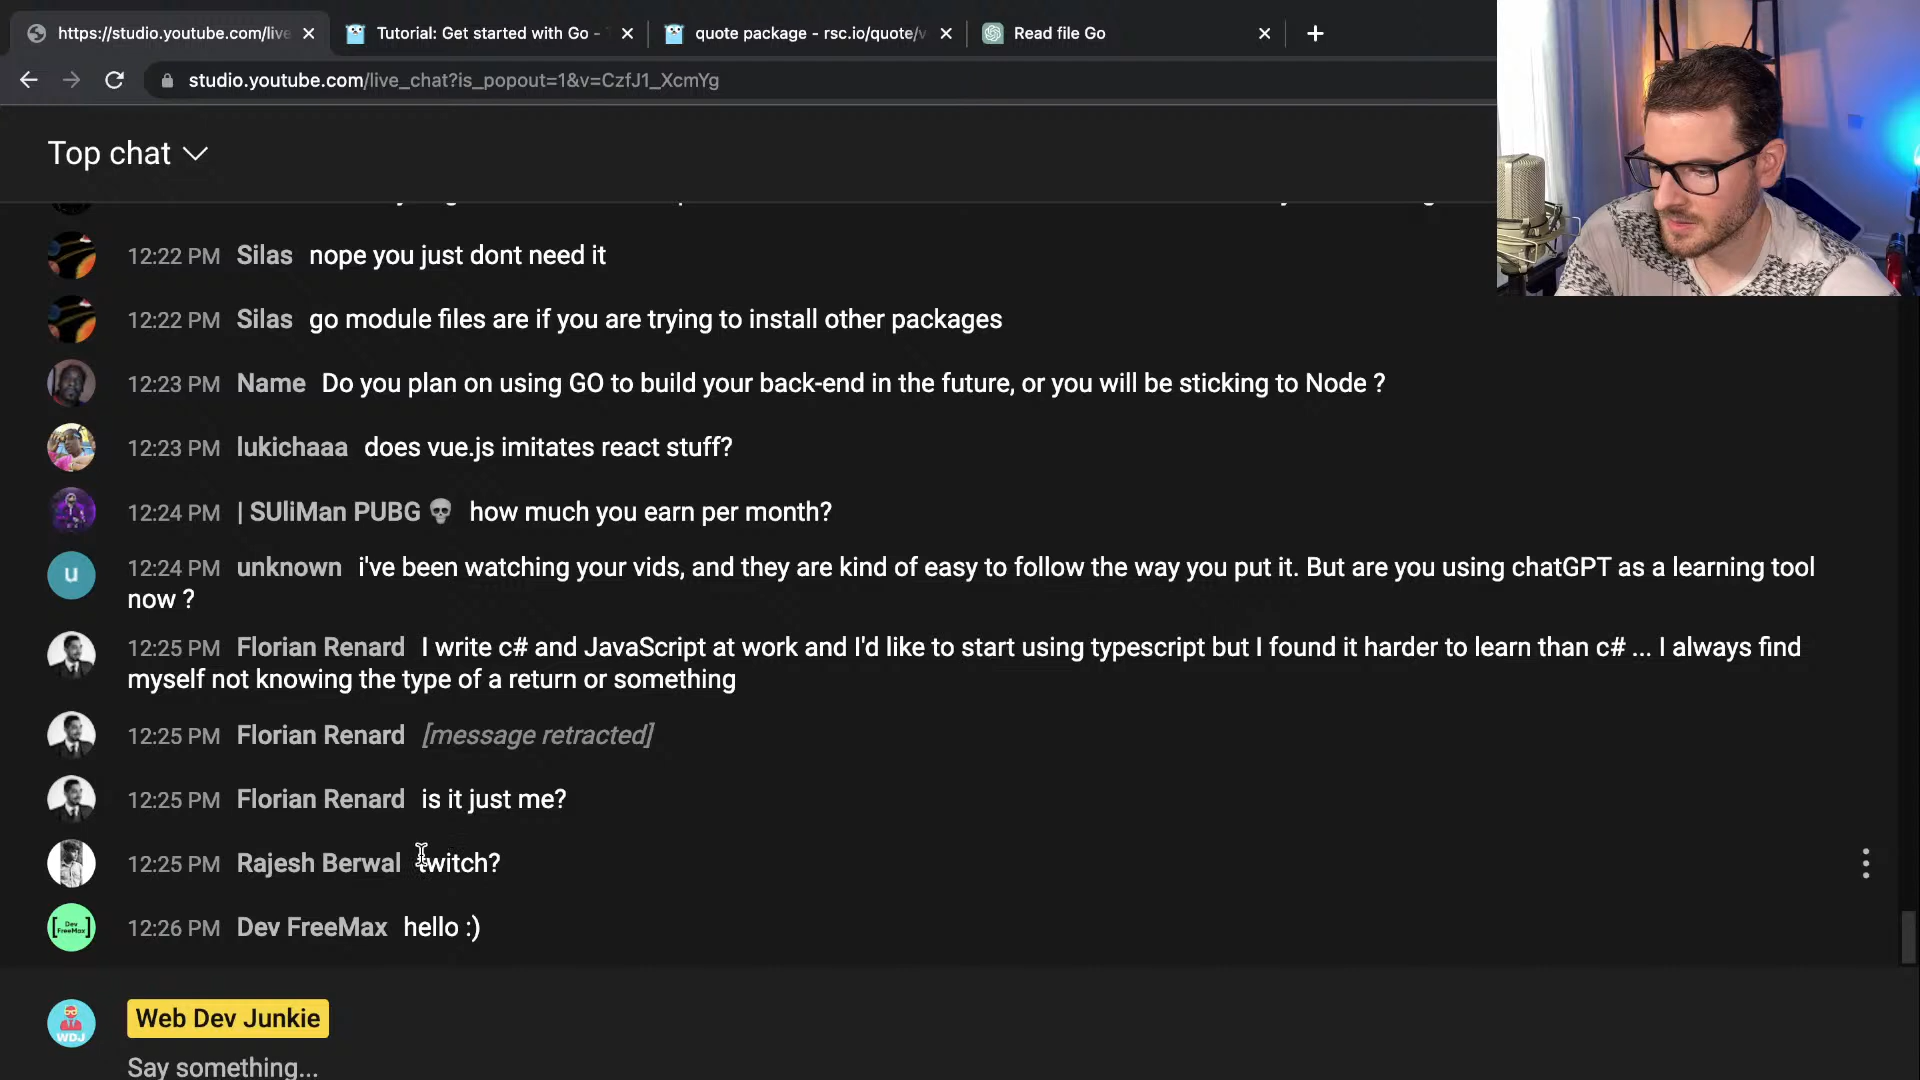 https://studio.youtube.com/live
Tutorial: Get started with Go -
quote package - rsc.io/quote/v
Read file Go
studio.youtube.com/live_chat?is_popout=1&v=CzfJ1_XcmYg
Top chat
12:22 PM Silas nope you just dont need it
12:22 PM Silas go module files are if you are trying to install other packages
12:23 PM Name Do you plan on using GO to build your back-end in the future, or you will be sticking to Node ?
12:23 PM lukichaaa does vue.js imitates react stuff?
12:24 PM | SUliMan PUBG 💀 how much you earn per month?
u
12:24 PM unknown i've been watching your vids, and they are kind of easy to follow the way you put it. But are you using chatGPT as a learning tool
now ?
12:25 PM Florian Renard I write c# and JavaScript at work and I'd like to start using typescript but I found it harder to learn than c# ... I always find
myself not knowing the type of a return or something
12:25 PM Florian Renard [message retracted]
12:25 PM Florian Renard is it just me?
12:25 PM Rajesh Berwal twitch?
[Dev FreeMax]
12:26 PM Dev FreeMax hello :)
WDJ
Web Dev Junkie
Say something...